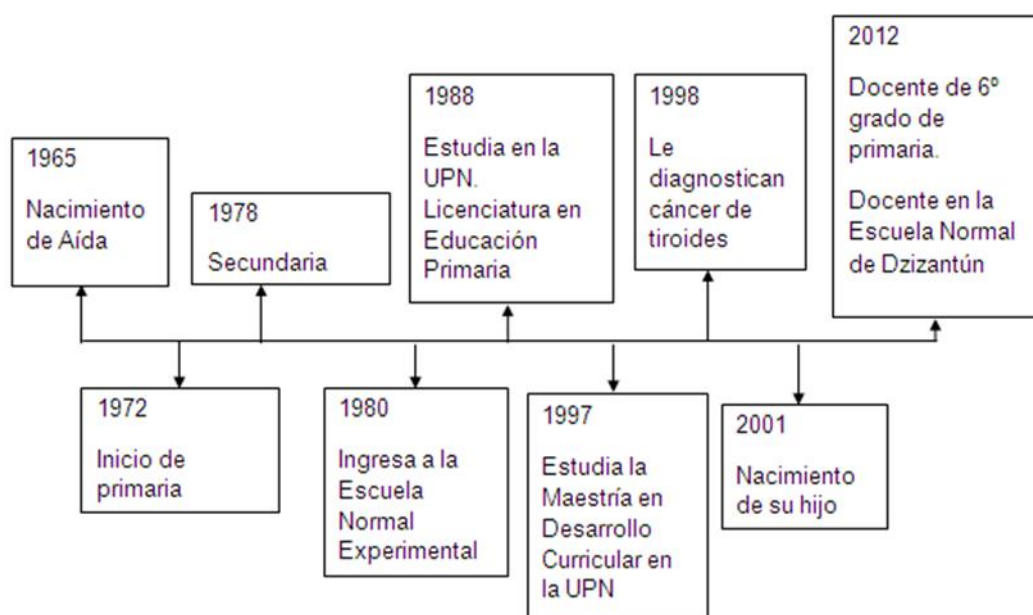 1965
Nacimiento
de Aída
1972
Inicio de
primaria
1978
Secundaria
1980
Ingresa a la
Escuela
Normal
Experimental
1988
Estudia en la
UPN.
Licenciatura en
Educación
Primaria
1997
Estudia la
Maestría en
Desarrollo
Curricular en
la UPN
1998
Le
diagnostican
cáncer de
tiroides
2001
Nacimiento
de su hijo
2012
Docente de 6º
grado de
primaria.
Docente en la
Escuela Normal
de Dzizantún